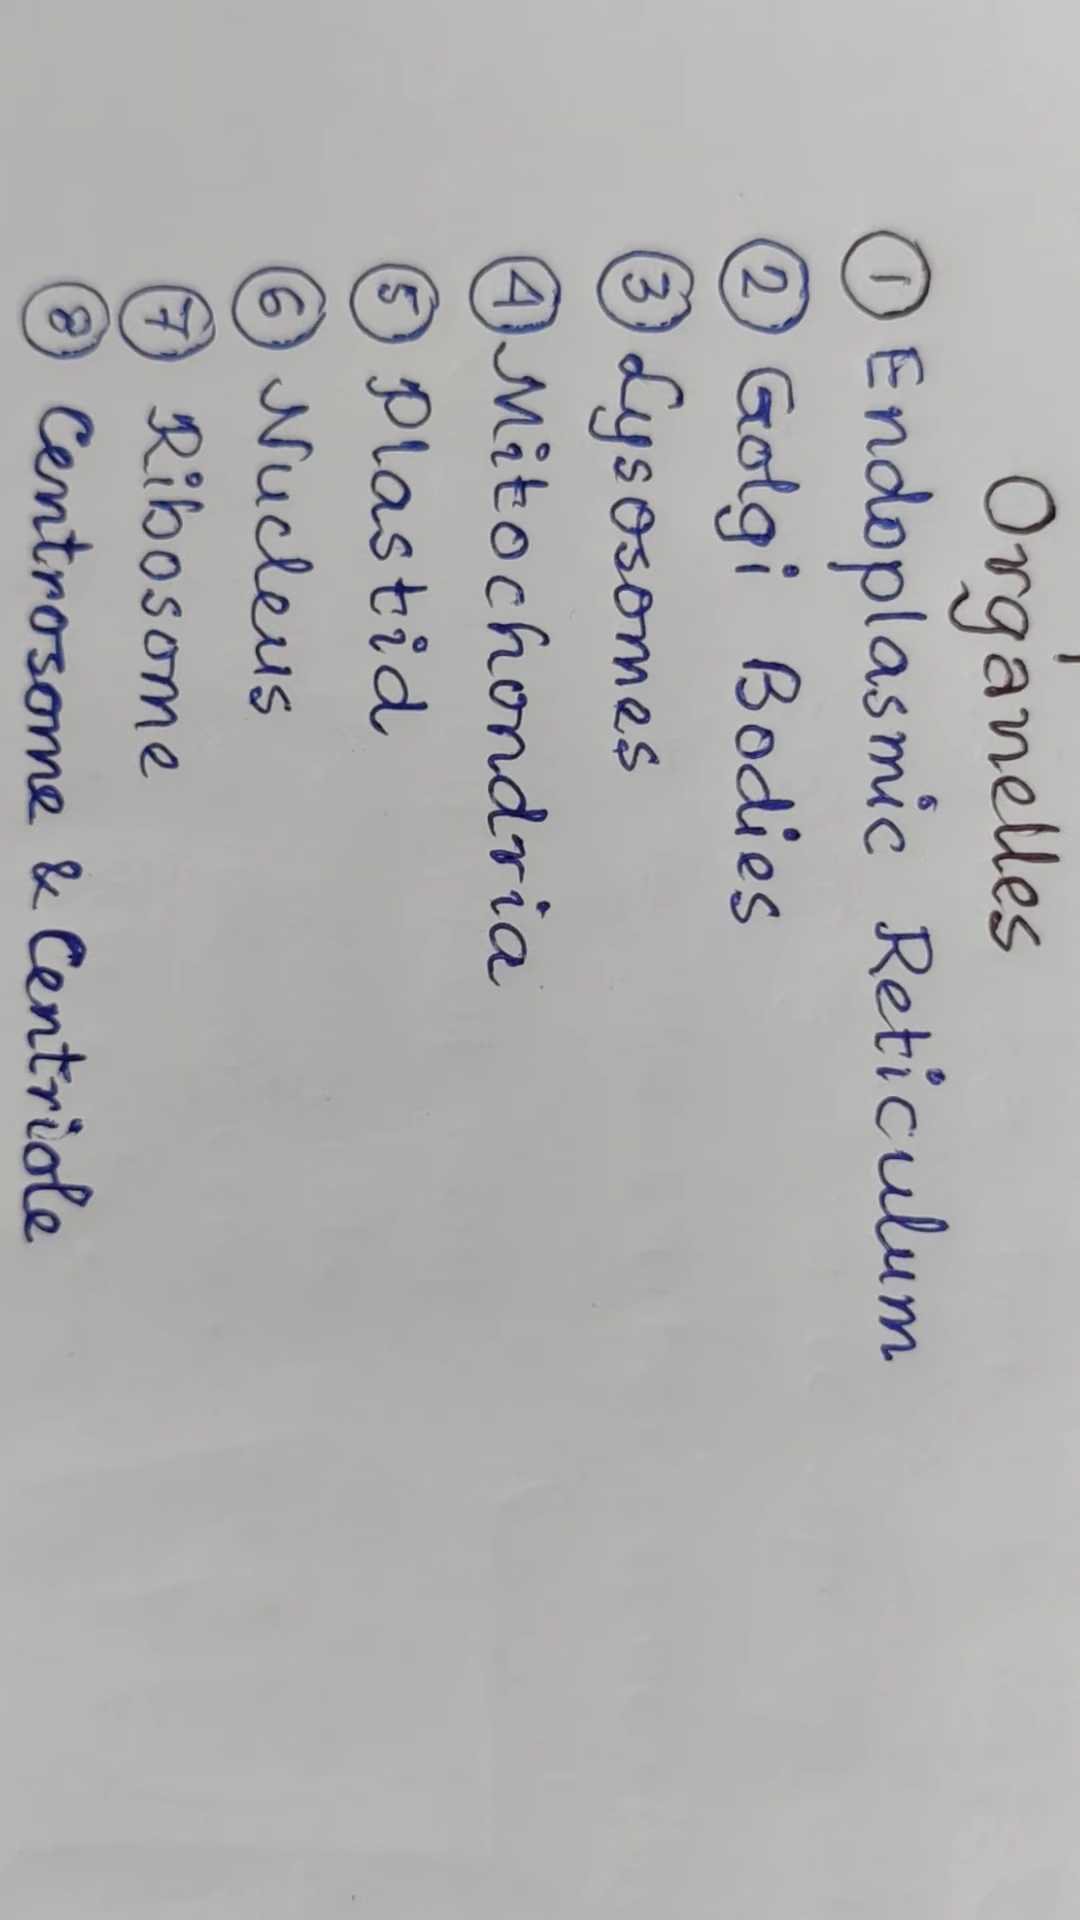 Organelles
① Endoplasmic Reticulum
② Golgi Bodies
③ Lysosomes
④ Mitochondria
⑤ Plastid
⑥ Nucleus
⑦ Ribosome
⑧ Centrosome & Centriole